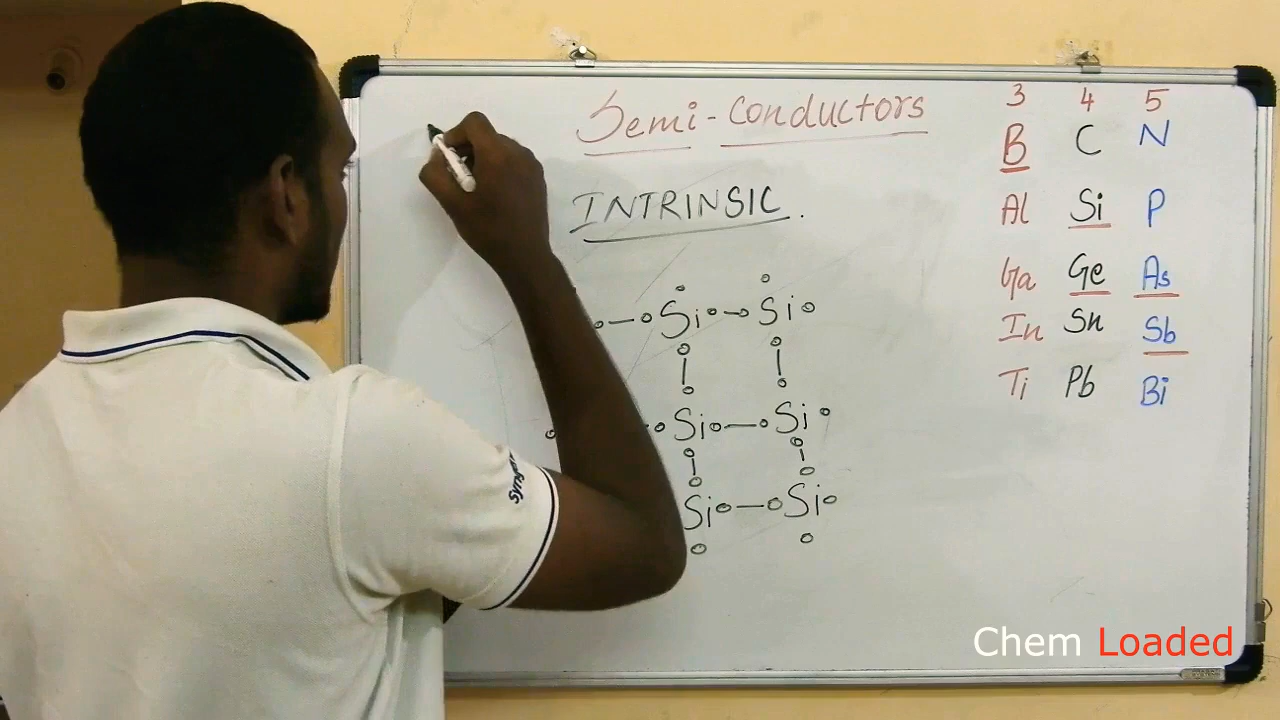 Semi-conductors
INTRINSIC.
3 4 5
B C N
Al Si P
Ga Ge As
In Sn Sb
Ti Pb Bi
Si Si
Si Si
Si Si
Chem Loaded